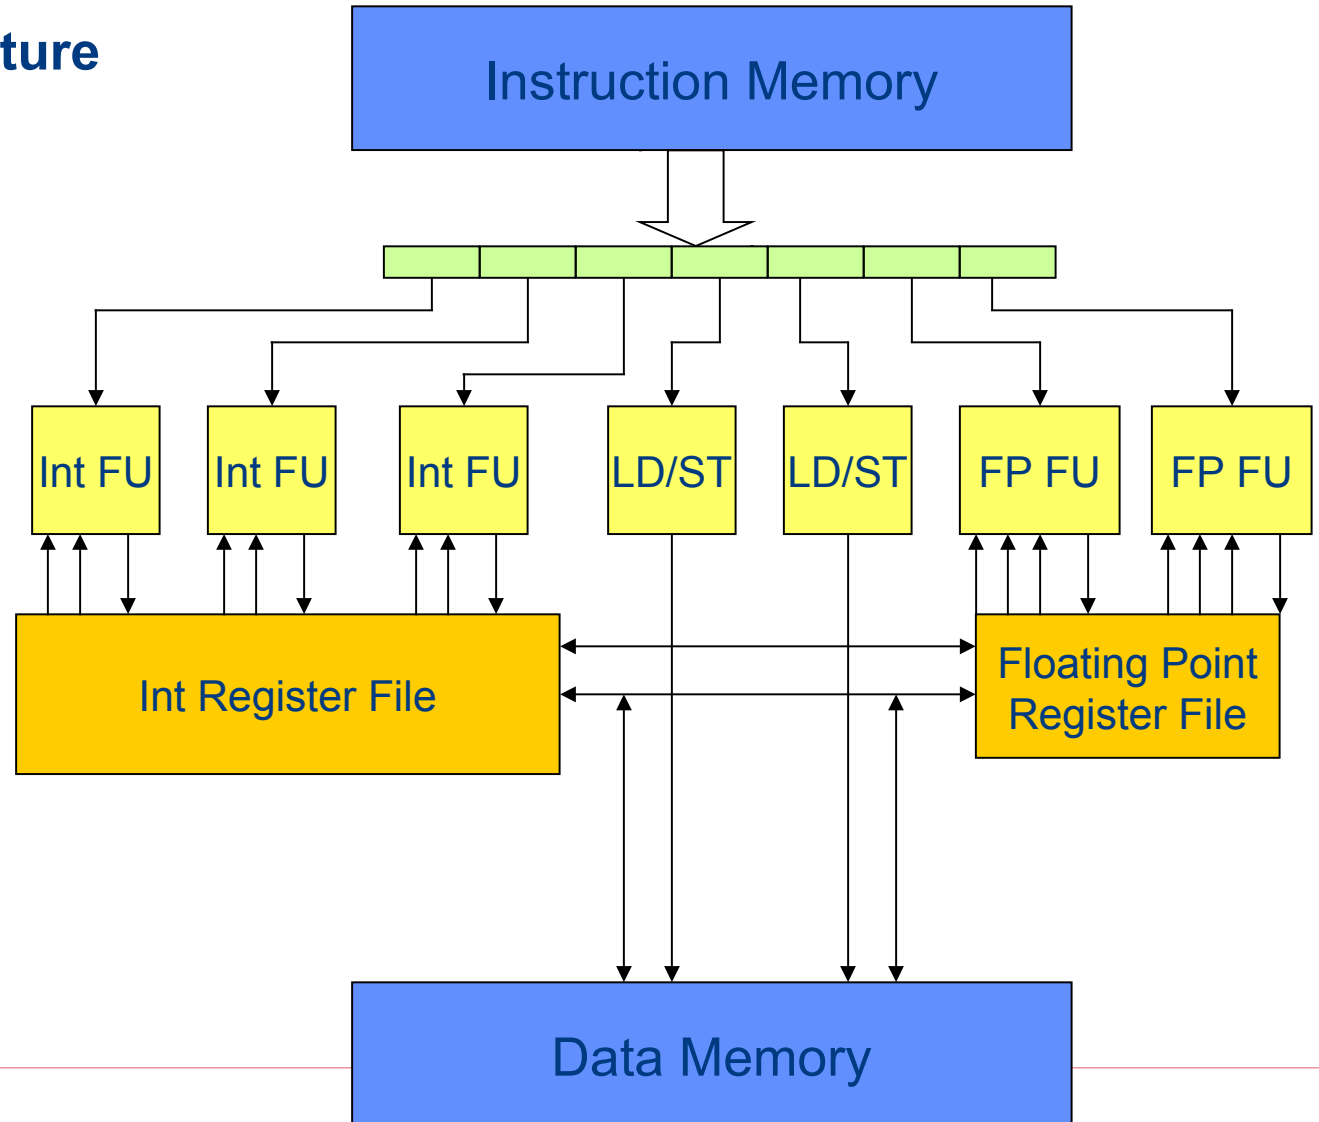 ture
Instruction Memory
Int FU
Int FU
Int FU
LD/ST
LD/ST
FP FU
FP FU
Int Register File
Floating Point
Register File
Data Memory